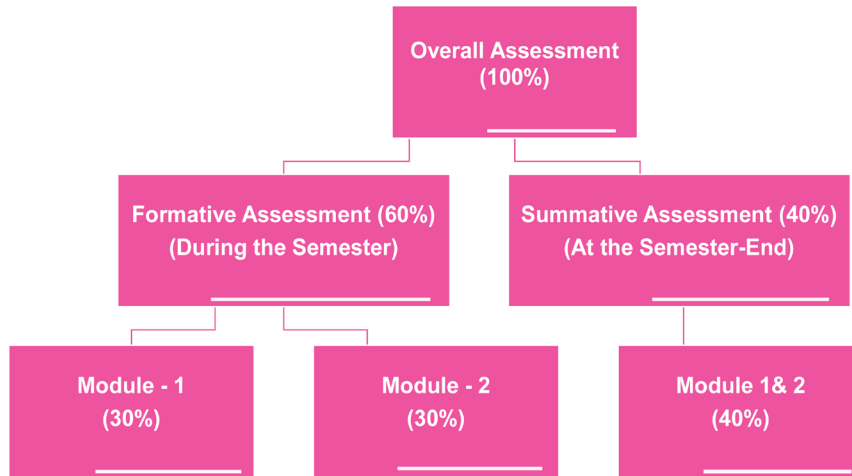 Overall Assessment
(100%)
Formative Assessment (60%)
(During the Semester)
Summative Assessment (40%)
(At the Semester-End)
Module - 1
(30%)
Module - 2
(30%)
Module 1& 2
(40%)